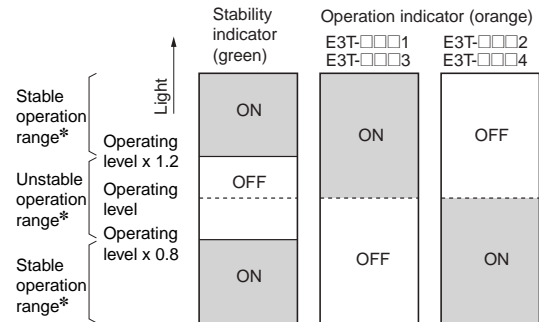 Stability
indicator
(green)
Operation indicator (orange)
E3T-□□□1
E3T-□□□3
E3T-□□□2
E3T-□□□4
Light
Stable
operation
range*
Operating
level x 1.2
Unstable
operation
range*
Operating
level
Operating
level x 0.8
Stable
operation
range*
ON
OFF
ON
ON
OFF
OFF
ON